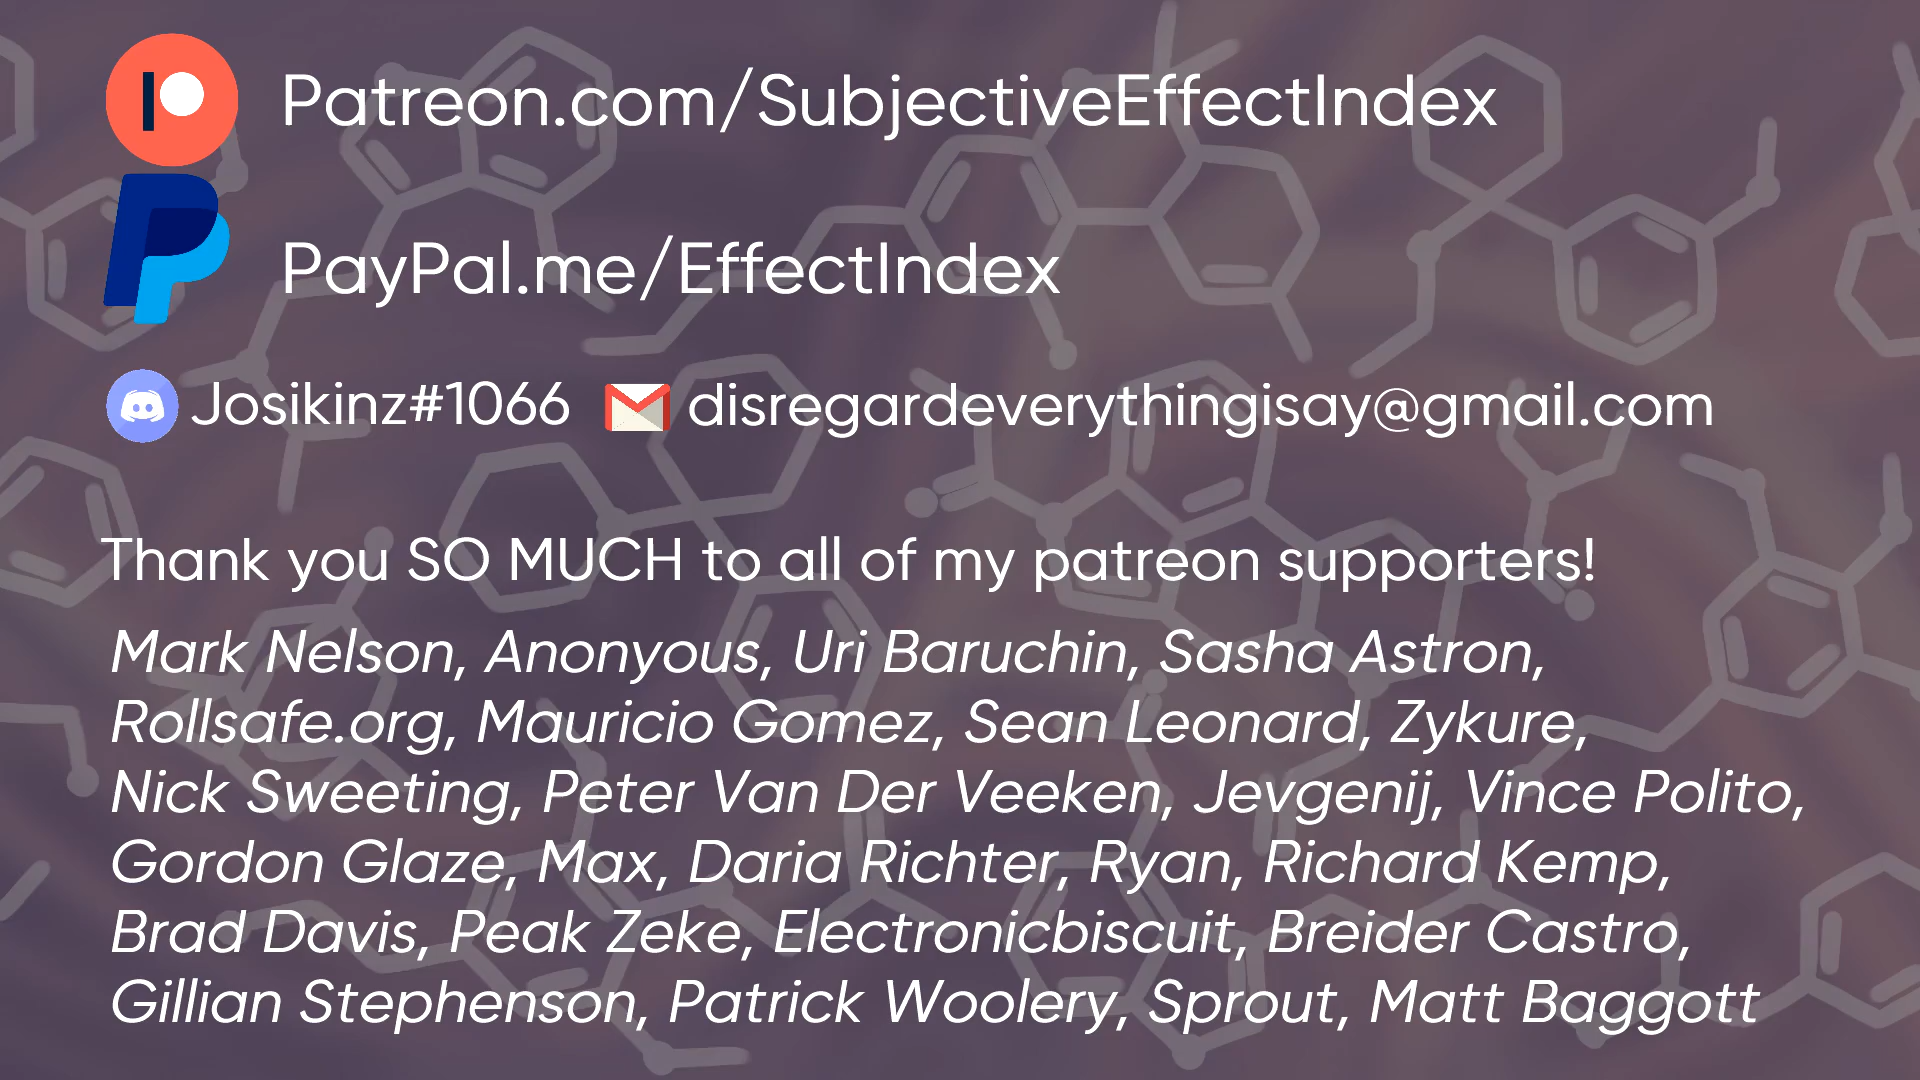 Patreon.com/SubjectiveEffectIndex
PayPal.me/EffectIndex
Josikinz#1066 disregardeverythingisay@gmail.com
Thank you SO MUCH to all of my patreon supporters!
Mark Nelson, Anonyous, Uri Baruchin, Sasha Astron,
Rollsafe.org, Mauricio Gomez, Sean Leonard, Zykure,
Nick Sweeting, Peter Van Der Veeken, Jevgenij, Vince Polito,
Gordon Glaze, Max, Daria Richter, Ryan, Richard Kemp,
Brad Davis, Peak Zeke, Electronicbiscuit, Breider Castro,
Gillian Stephenson, Patrick Woolery, Sprout, Matt Baggott